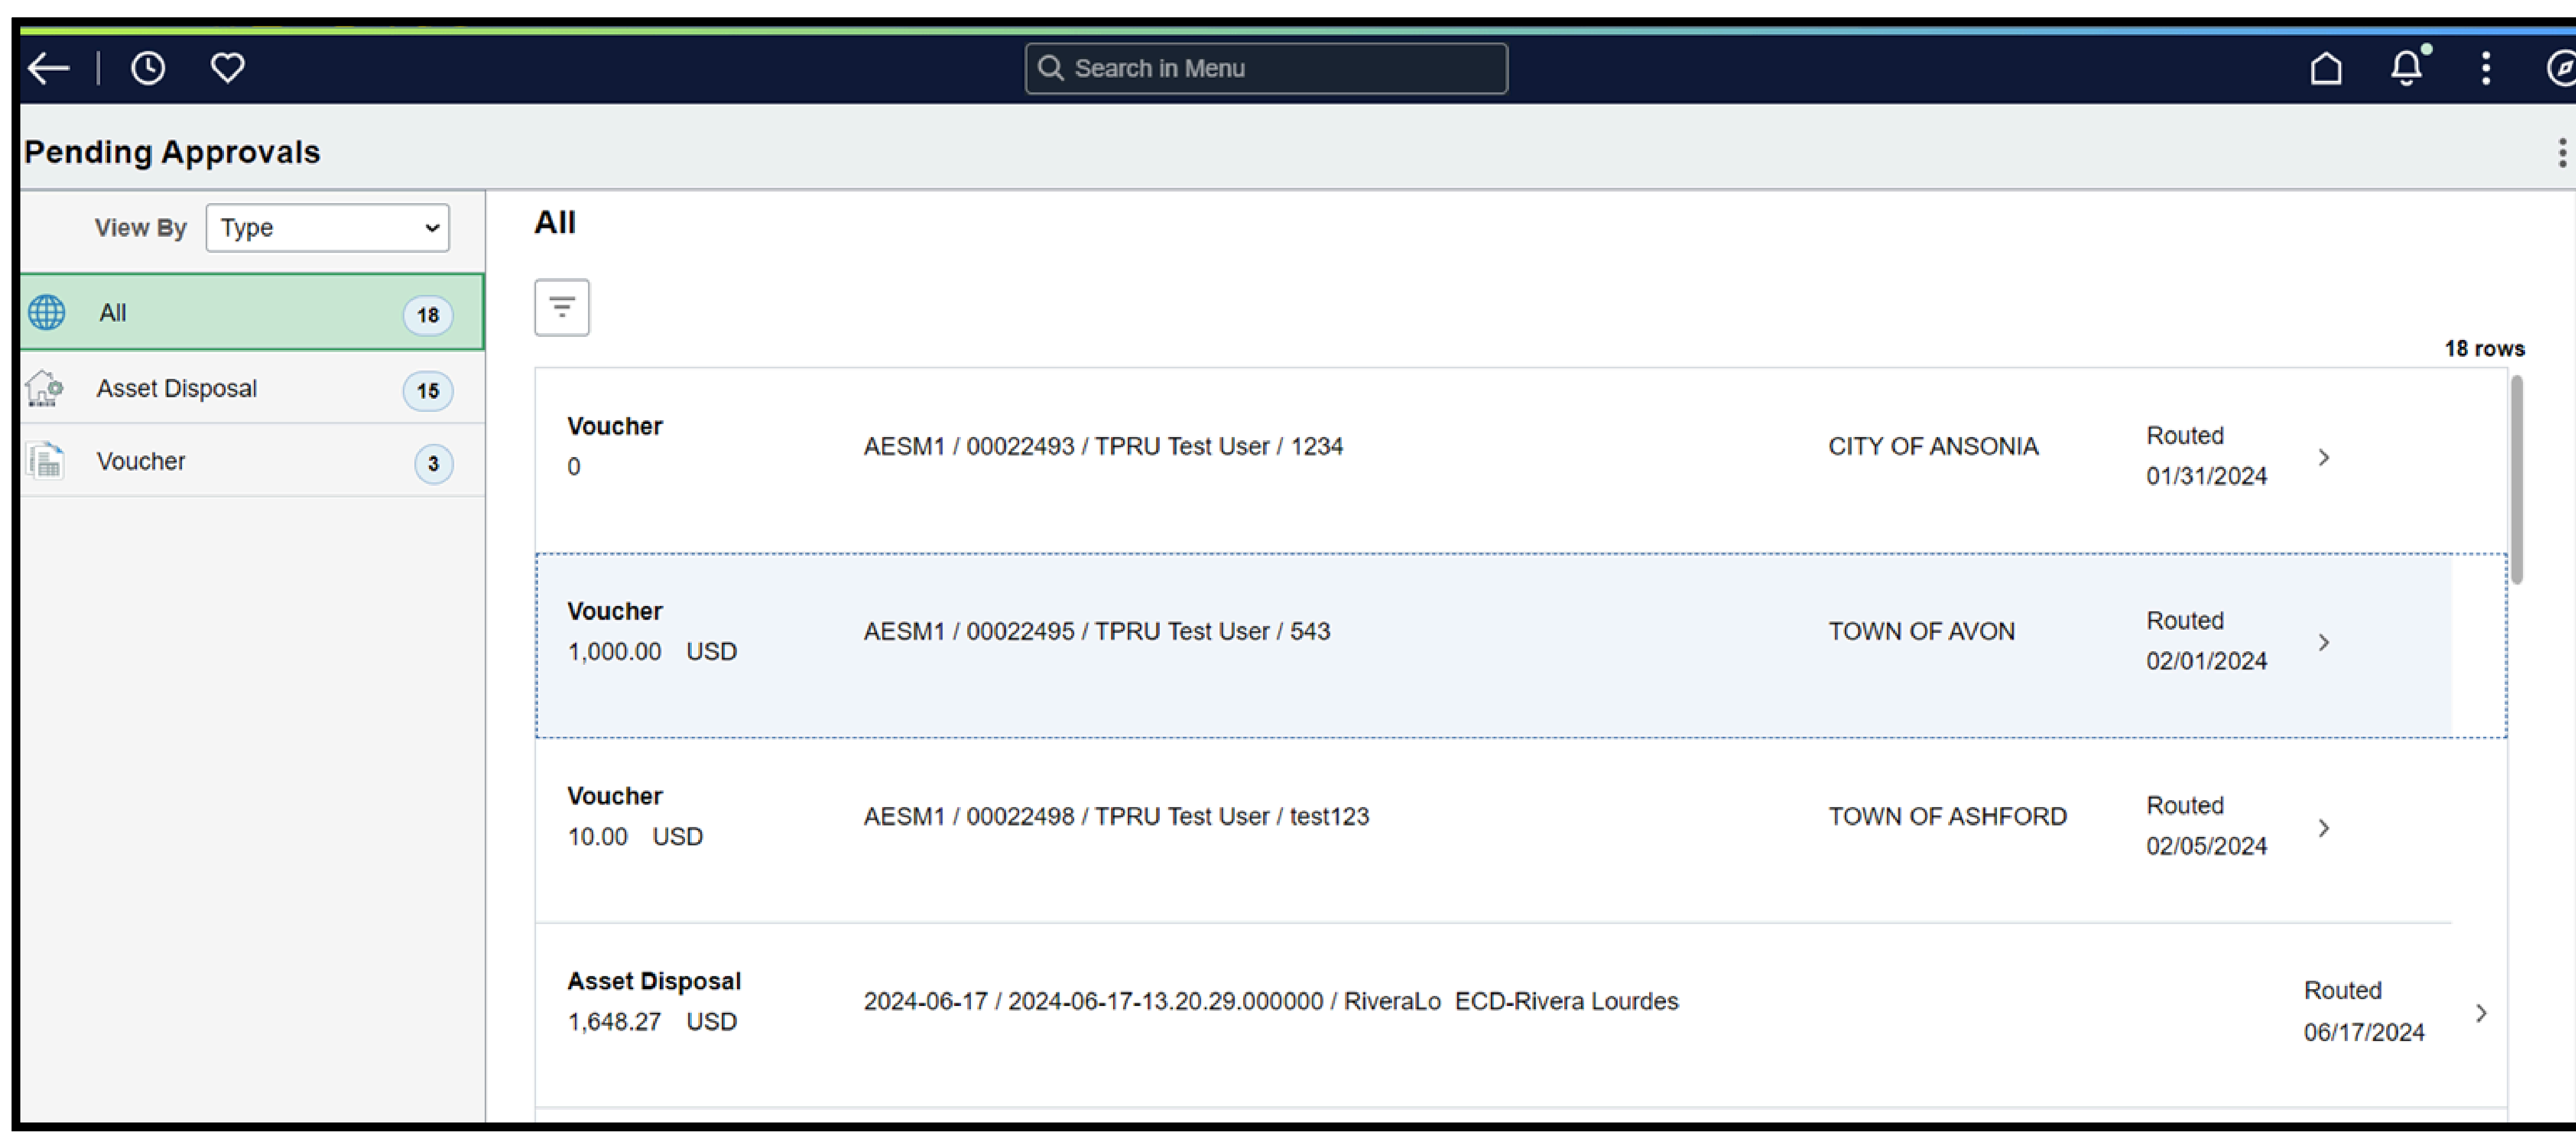 Search in Menu
Pending Approvals
View By Type
All 18
Asset Disposal 15
Voucher 3
All
18 rows
Voucher
0
AESM1 / 00022493 / TPRU Test User / 1234
CITY OF ANSONIA
Routed
01/31/2024
Voucher
1,000.00 USD
AESM1 / 00022495 / TPRU Test User / 543
TOWN OF AVON
Routed
02/01/2024
Voucher
10.00 USD
AESM1 / 00022498 / TPRU Test User / test123
TOWN OF ASHFORD
Routed
02/05/2024
Asset Disposal
1,648.27 USD
2024-06-17 / 2024-06-17-13.20.29.000000 / RiveraLo ECD-Rivera Lourdes
Routed
06/17/2024